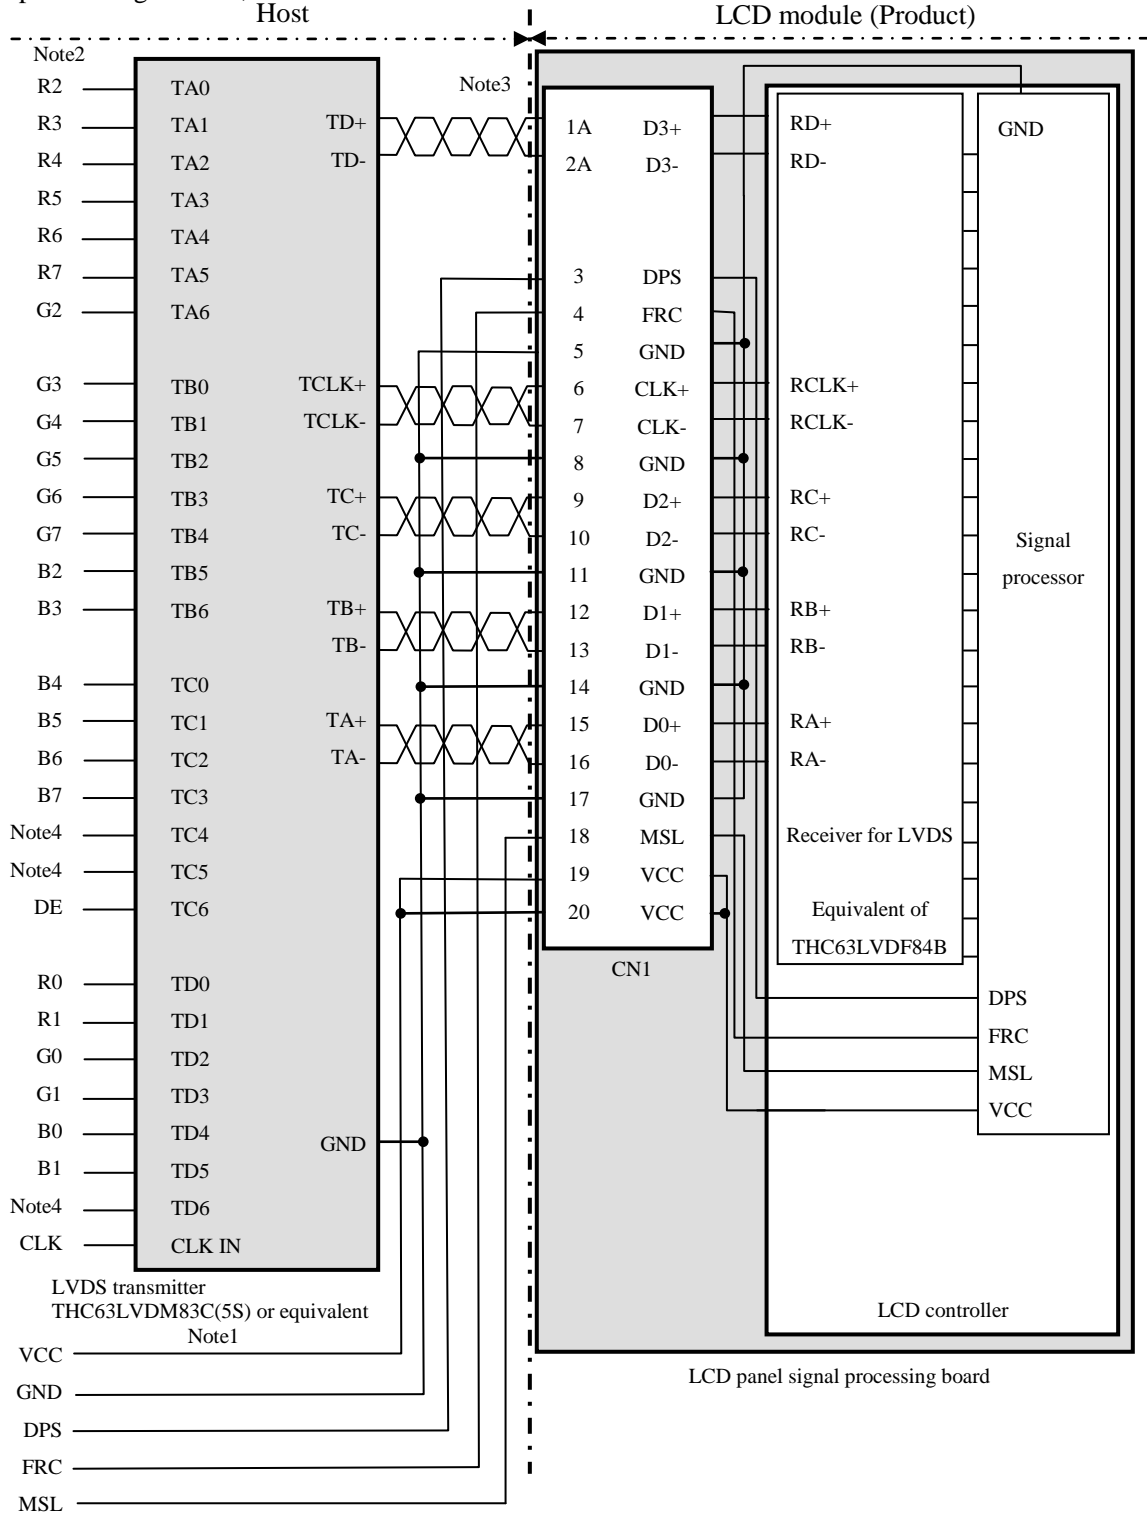 Host
LCD module (Product)
Note2
Note3
R2 TA0
R3 TA1 TD+ 1A D3+ RD+ GND
R4 TA2 TD- 2A D3- RD-
R5 TA3
R6 TA4
R7 TA5 3 DPS
G2 TA6 4 FRC
5 GND
G3 TB0 TCLK+ 6 CLK+ RCLK+
G4 TB1 TCLK- 7 CLK- RCLK-
G5 TB2 8 GND
G6 TB3 TC+ 9 D2+ RC+
G7 TB4 TC- 10 D2- RC- Signal
B2 TB5 11 GND processor
B3 TB6 TB+ 12 D1+ RB+
TB- 13 D1- RB-
B4 TC0 14 GND
B5 TC1 TA+ 15 D0+ RA+
B6 TC2 TA- 16 D0- RA-
B7 TC3 17 GND
Note4 TC4 18 MSL Receiver for LVDS
Note4 TC5 19 VCC
DE TC6 20 VCC Equivalent of
THC63LVDF84B
CN1
R0 TD0 DPS
R1 TD1 FRC
G0 TD2 MSL
G1 TD3 VCC
B0 TD4 GND
B1 TD5
Note4 TD6
CLK CLK IN
LVDS transmitter
THC63LVDM83C(5S) or equivalent
Note1
LCD controller
VCC
LCD panel signal processing board
GND
DPS
FRC
MSL